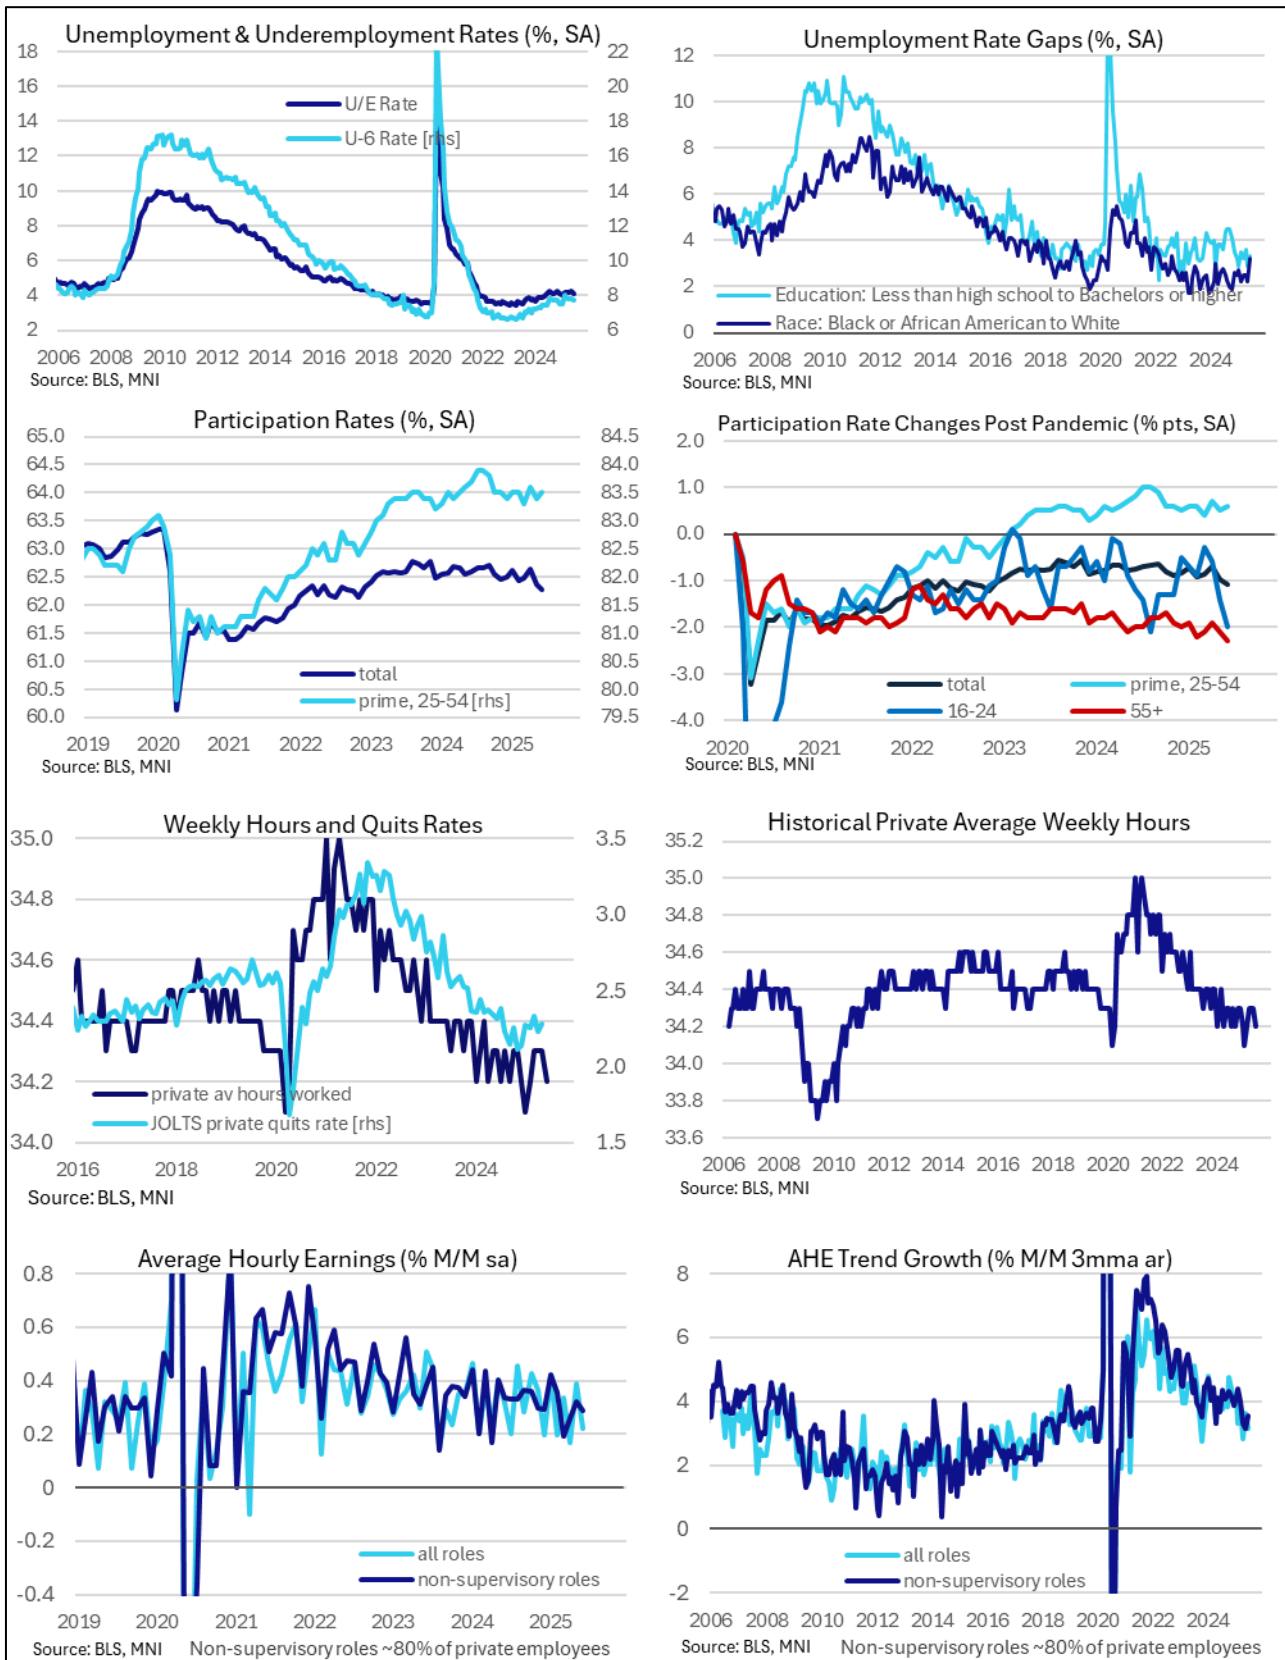 Unemployment & Underemployment Rates (%, SA)
18
16
14
12
10
8
6
4
2
22
20
18
16
14
12
10
8
6
U/E Rate
U-6 Rate [rhs]
2006 2008 2010 2012 2014 2016 2018 2020 2022 2024
Source: BLS, MNI
Unemployment Rate Gaps (%, SA)
12
10
8
6
4
2
0
Education: Less than high school to Bachelors or higher
Race: Black or African American to White
2006 2008 2010 2012 2014 2016 2018 2020 2022 2024
Source: BLS, MNI
Participation Rates (%, SA)
65.0
64.5
64.0
63.5
63.0
62.5
62.0
61.5
61.0
60.5
60.0
84.5
84.0
83.5
83.0
82.5
82.0
81.5
81.0
80.5
80.0
79.5
total
prime, 25-54 [rhs]
2019 2020 2021 2022 2023 2024 2025
Source: BLS, MNI
Participation Rate Changes Post Pandemic (% pts, SA)
2.0
1.0
0.0
-1.0
-2.0
-3.0
-4.0
total prime, 25-54
16-24 55+
2020 2021 2022 2023 2024 2025
Source: BLS, MNI
Weekly Hours and Quits Rates
35.0
34.8
34.6
34.4
34.2
34.0
3.5
3.0
2.5
2.0
1.5
private av hours worked
JOLTS private quits rate [rhs]
2016 2018 2020 2022 2024
Source: BLS, MNI
Historical Private Average Weekly Hours
35.2
35.0
34.8
34.6
34.4
34.2
34.0
33.8
33.6
2006 2008 2010 2012 2014 2016 2018 2020 2022 2024
Source: BLS, MNI
Average Hourly Earnings (% M/M sa)
0.8
0.6
0.4
0.2
0
-0.2
-0.4
all roles
non-supervisory roles
2019 2020 2021 2022 2023 2024 2025
Source: BLS, MNI Non-supervisory roles ~80% of private employees
AHE Trend Growth (% M/M 3mma ar)
8
6
4
2
0
-2
all roles
non-supervisory roles
2006 2008 2010 2012 2014 2016 2018 2020 2022 2024
Source: BLS, MNI Non-supervisory roles ~80% of private employees